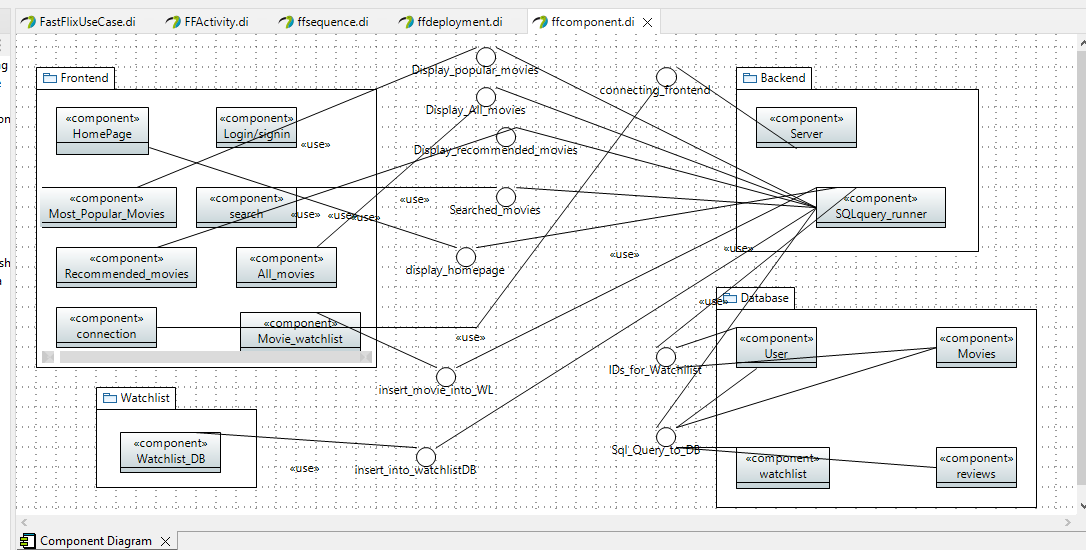 FastFlixUseCase.di
FFActivity.di
ffsequence.di
ffdeployment.di
ffcomponent.di
Frontend
«component»
HomePage
«component»
Login/signin
«use»
«component»
Most_Popular_Movies
«component»
search
«use»
«use»
«use»
«component»
Recommended_movies
«component»
All_movies
«component»
connection
«component»
Movie_watchlist
Display_popular_movies
Display_All_movies
Display_recommended_movies
Searched_movies
display_homepage
connecting_frontend
«use»
«use»
«use»
«use»
insert_movie_into_WL
insert_into_watchlistDB
«use»
IDs_for_Watchllist
Sql_Query_to_DB
Backend
«component»
Server
«component»
SQLquery_runner
Database
«component»
User
«component»
Movies
«component»
watchlist
«component»
reviews
Watchlist
«component»
Watchlist_DB
Component Diagram